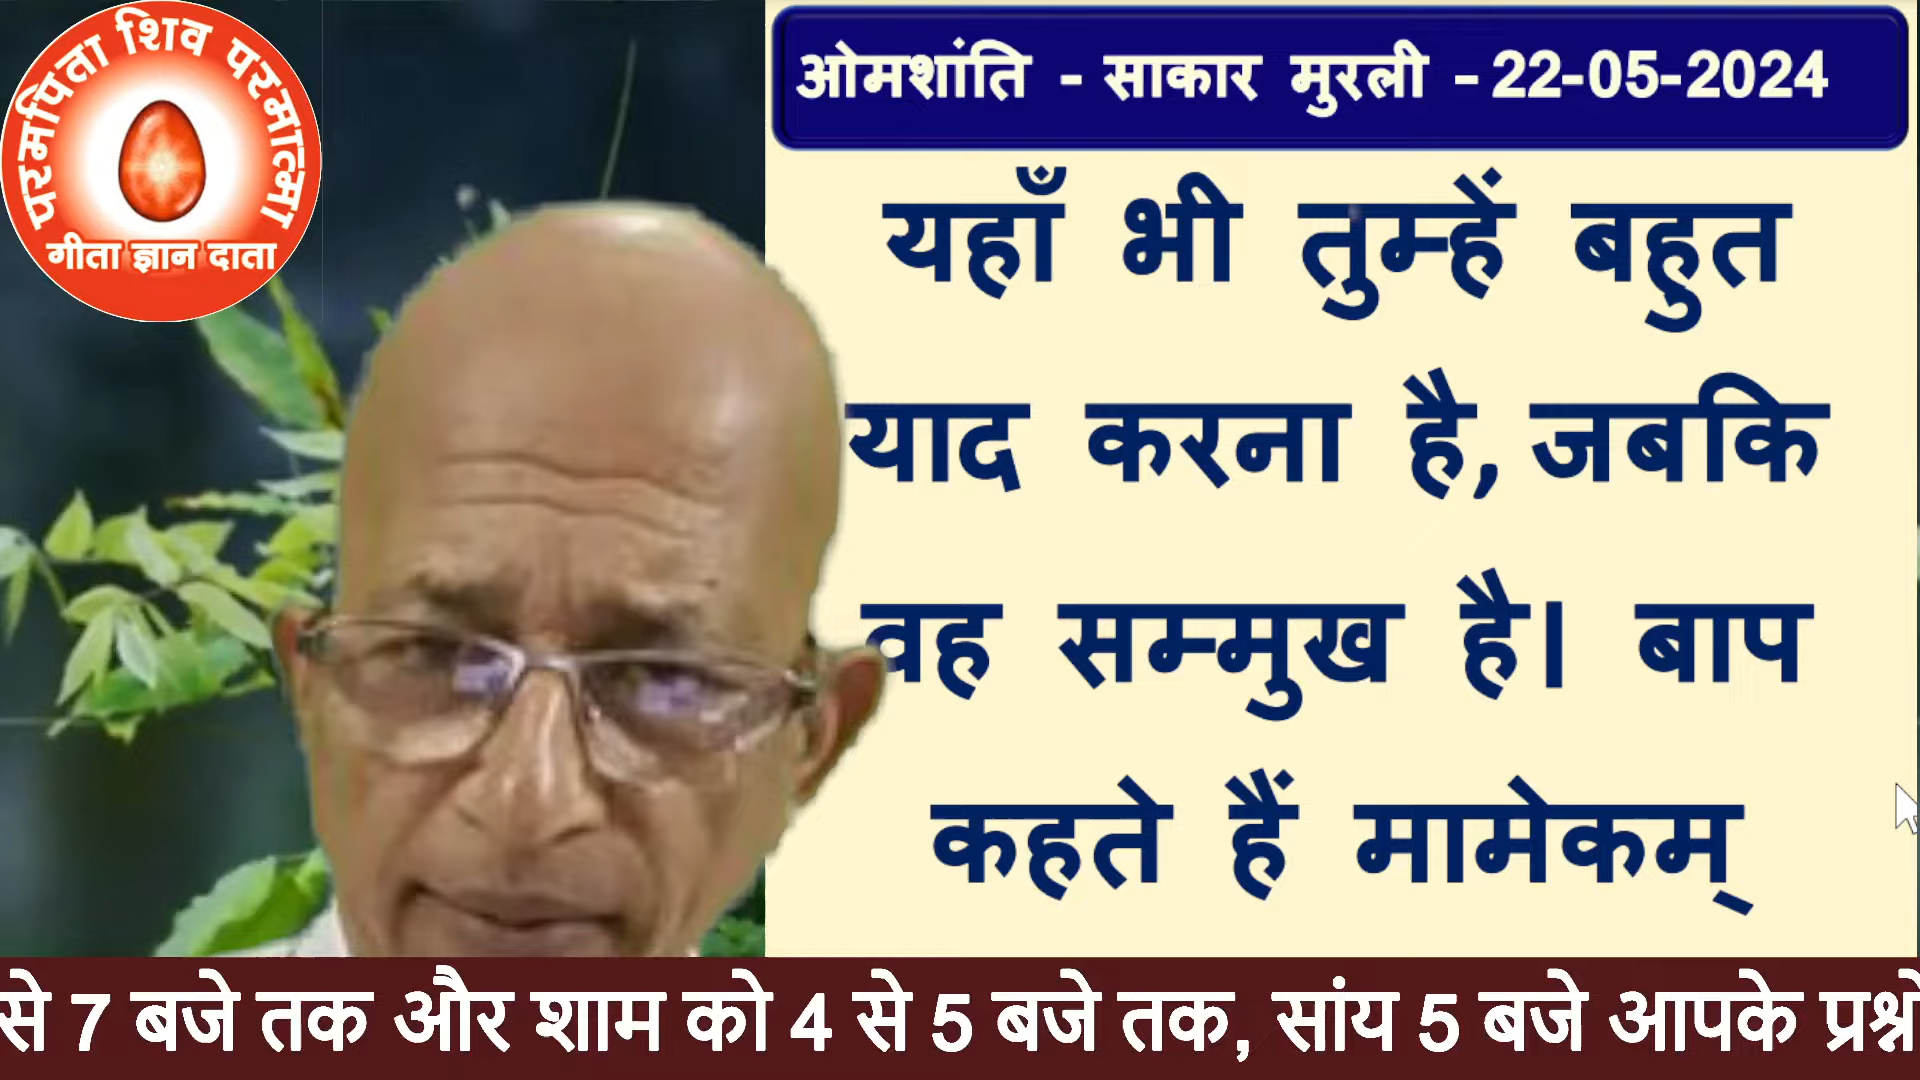 परमपिता शिव परमात्मा
गीता ज्ञान दाता
ओमशांति - साकार मुरली - 22-05-2024
यहाँ भी तुम्हें बहुत
याद करना है, जबकि
वह सम्मुख है। बाप
कहते हैं मामेकम्
से 7 बजे तक और शाम को 4 से 5 बजे तक, सांय 5 बजे आपके